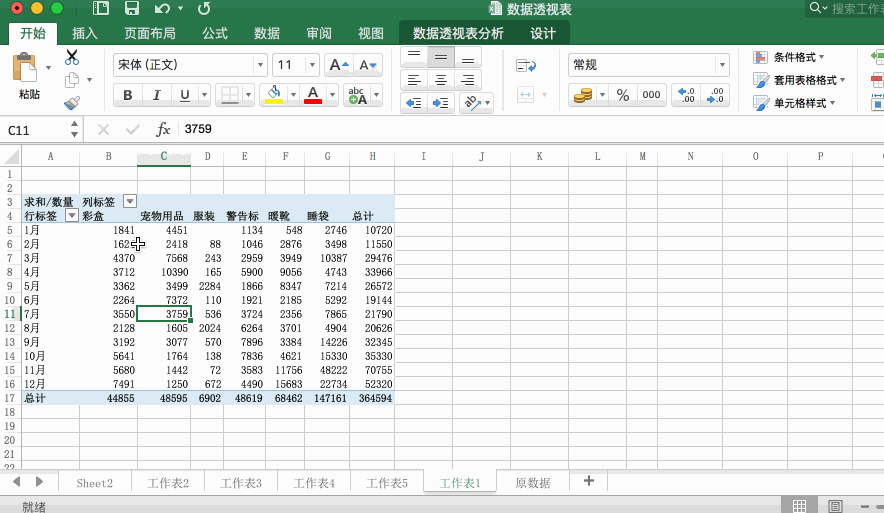 数据透视表
搜索工作表
开始 插入 页面布局 公式 数据 审阅 视图 数据透视表分析 设计
粘贴
宋体 (正文) 11 A A
B I U A abc A
常规
% 000 .00 .0 .00
条件格式
套用表格格式
单元格样式
C11 fx 3759
A B C D E F G H I J K L M N O P
1
2
3 求和/数量 列标签
4 行标签 彩盒 宠物用品 服装 警告标 暖靴 睡袋 总计
5 1月 1841 4451 1134 548 2746 10720
6 2月 162 2418 88 1046 2876 3498 11550
7 3月 4370 7568 243 2959 3949 10387 29476
8 4月 3712 10390 165 5900 9056 4743 33966
9 5月 3362 3499 2284 1866 8347 7214 26572
10 6月 2264 7372 110 1921 2185 5292 19144
11 7月 3550 3759 536 3724 2356 7865 21790
12 8月 2128 1605 2024 6264 3701 4904 20626
13 9月 3192 3077 570 7896 3384 14226 32345
14 10月 5641 1764 138 7836 4621 15330 35330
15 11月 5680 1442 72 3583 11756 48222 70755
16 12月 7491 1250 672 4490 15683 22734 52320
17 总计 44855 48595 6902 48619 68462 147161 364594
18
19
20
21
22
Sheet2 工作表2 工作表3 工作表4 工作表5 工作表1 原数据 +
就绪